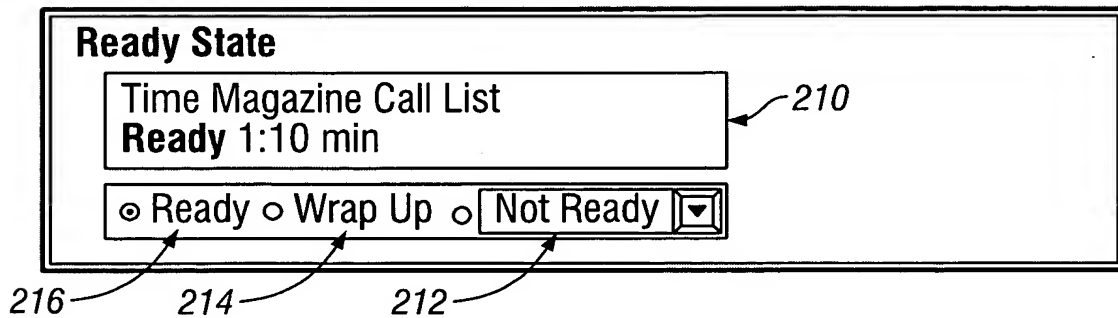 Ready State
Time Magazine Call List
Ready 1:10 min
210
Ready Wrap Up Not Ready
216 214 212